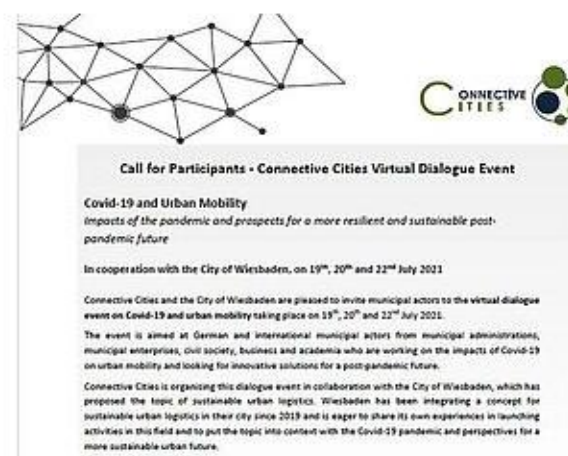 CONNECTIVE
CITIES
Call for Participants - Connective Cities Virtual Dialogue Event
Covid-19 and Urban Mobility
Impacts of the pandemic and prospects for a more resilient and sustainable post-
pandemic future
In cooperation with the City of Wiesbaden, on 19th, 20th and 22nd July 2021
Connective Cities and the City of Wiesbaden are pleased to invite municipal actors to the virtual dialogue
event on Covid-19 and urban mobility taking place on 19th, 20th and 22nd July 2021.
The event is aimed at German and international municipal actors from municipal administrations,
municipal enterprises, civil society, business and academia who are working on the impacts of Covid-19
on urban mobility and looking for innovative solutions for a post-pandemic future.
Connective Cities is organising this dialogue event in collaboration with the City of Wiesbaden, which has
proposed the topic of sustainable urban logistics. Wiesbaden has been integrating a concept for
sustainable urban logistics in their city since 2019 and is eager to share its own experiences in launching
activities in this field and to put the topic into context with the Covid-19 pandemic and perspectives for a
more sustainable urban future.